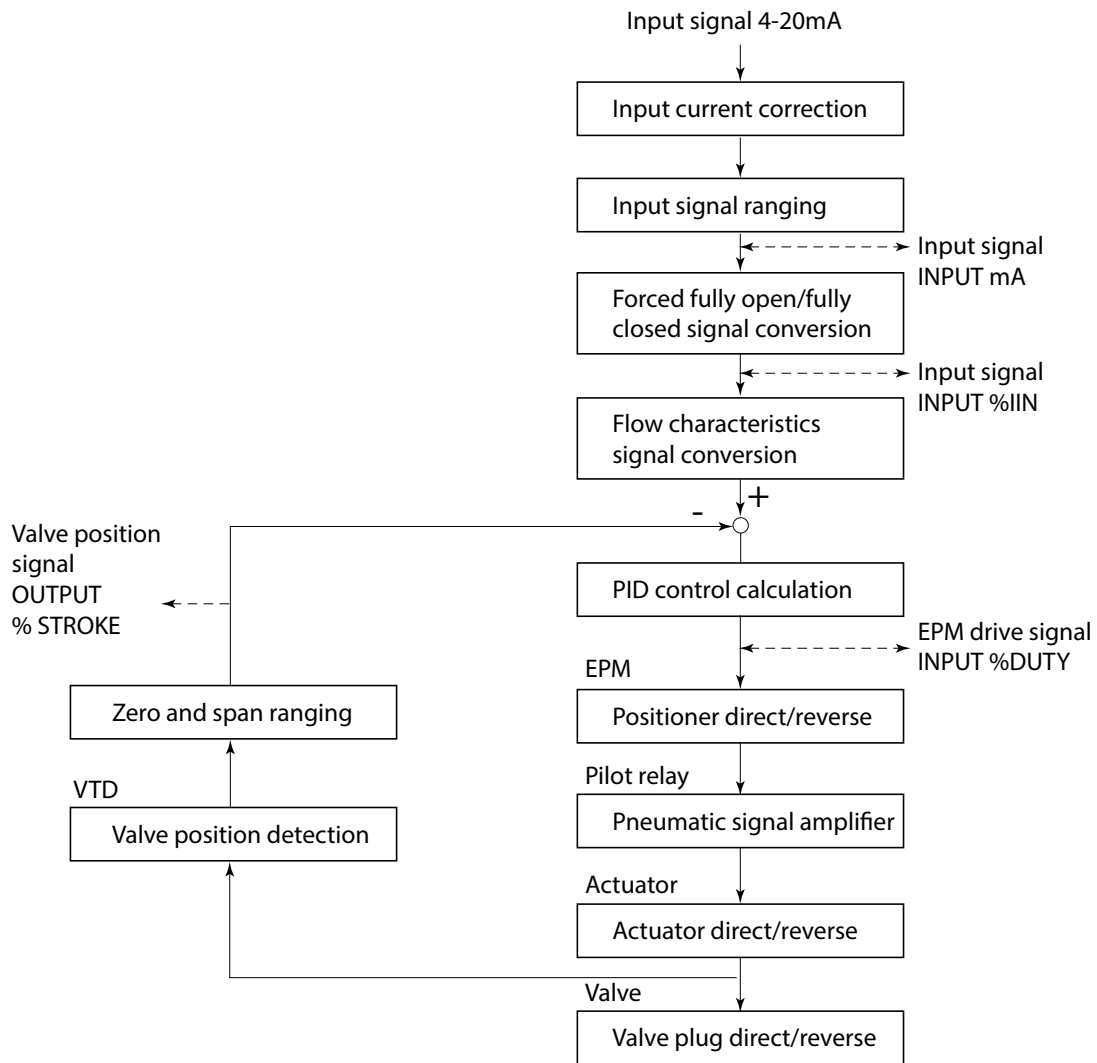 Input signal 4-20mA
Input current correction
Input signal ranging
Input signal
INPUT mA
Forced fully open/fully
closed signal conversion
Input signal
INPUT %IIN
Flow characteristics
signal conversion
+
-
Valve position
signal
OUTPUT
% STROKE
PID control calculation
EPM drive signal
INPUT %DUTY
EPM
Positioner direct/reverse
Zero and span ranging
Pilot relay
Pneumatic signal amplifier
VTD
Valve position detection
Actuator
Actuator direct/reverse
Valve
Valve plug direct/reverse